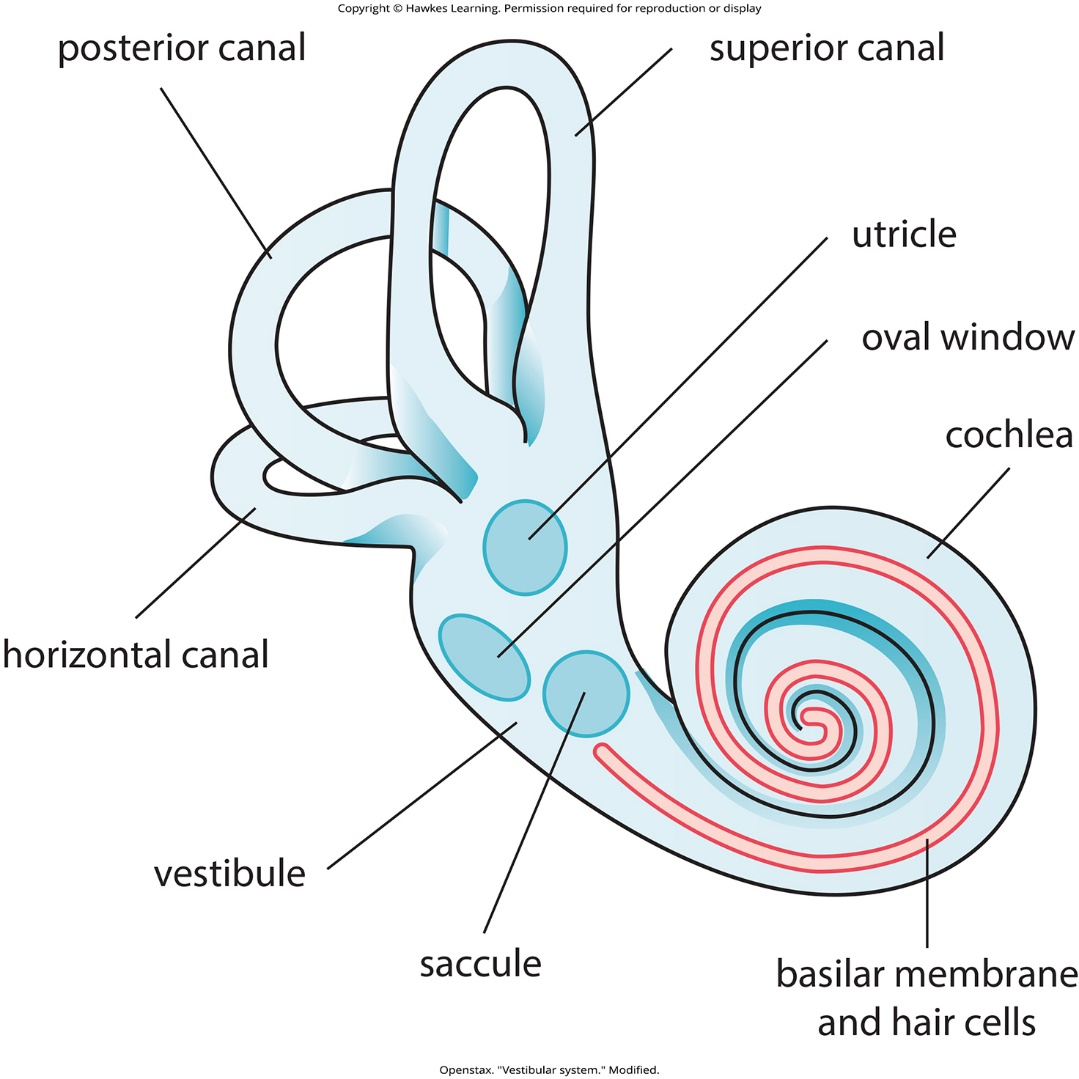 Copyright © Hawkes Learning. Permission required for reproduction or display
posterior canal
superior canal
utricle
oval window
cochlea
horizontal canal
vestibule
saccule
basilar membrane
and hair cells
Openstax. "Vestibular system." Modified.